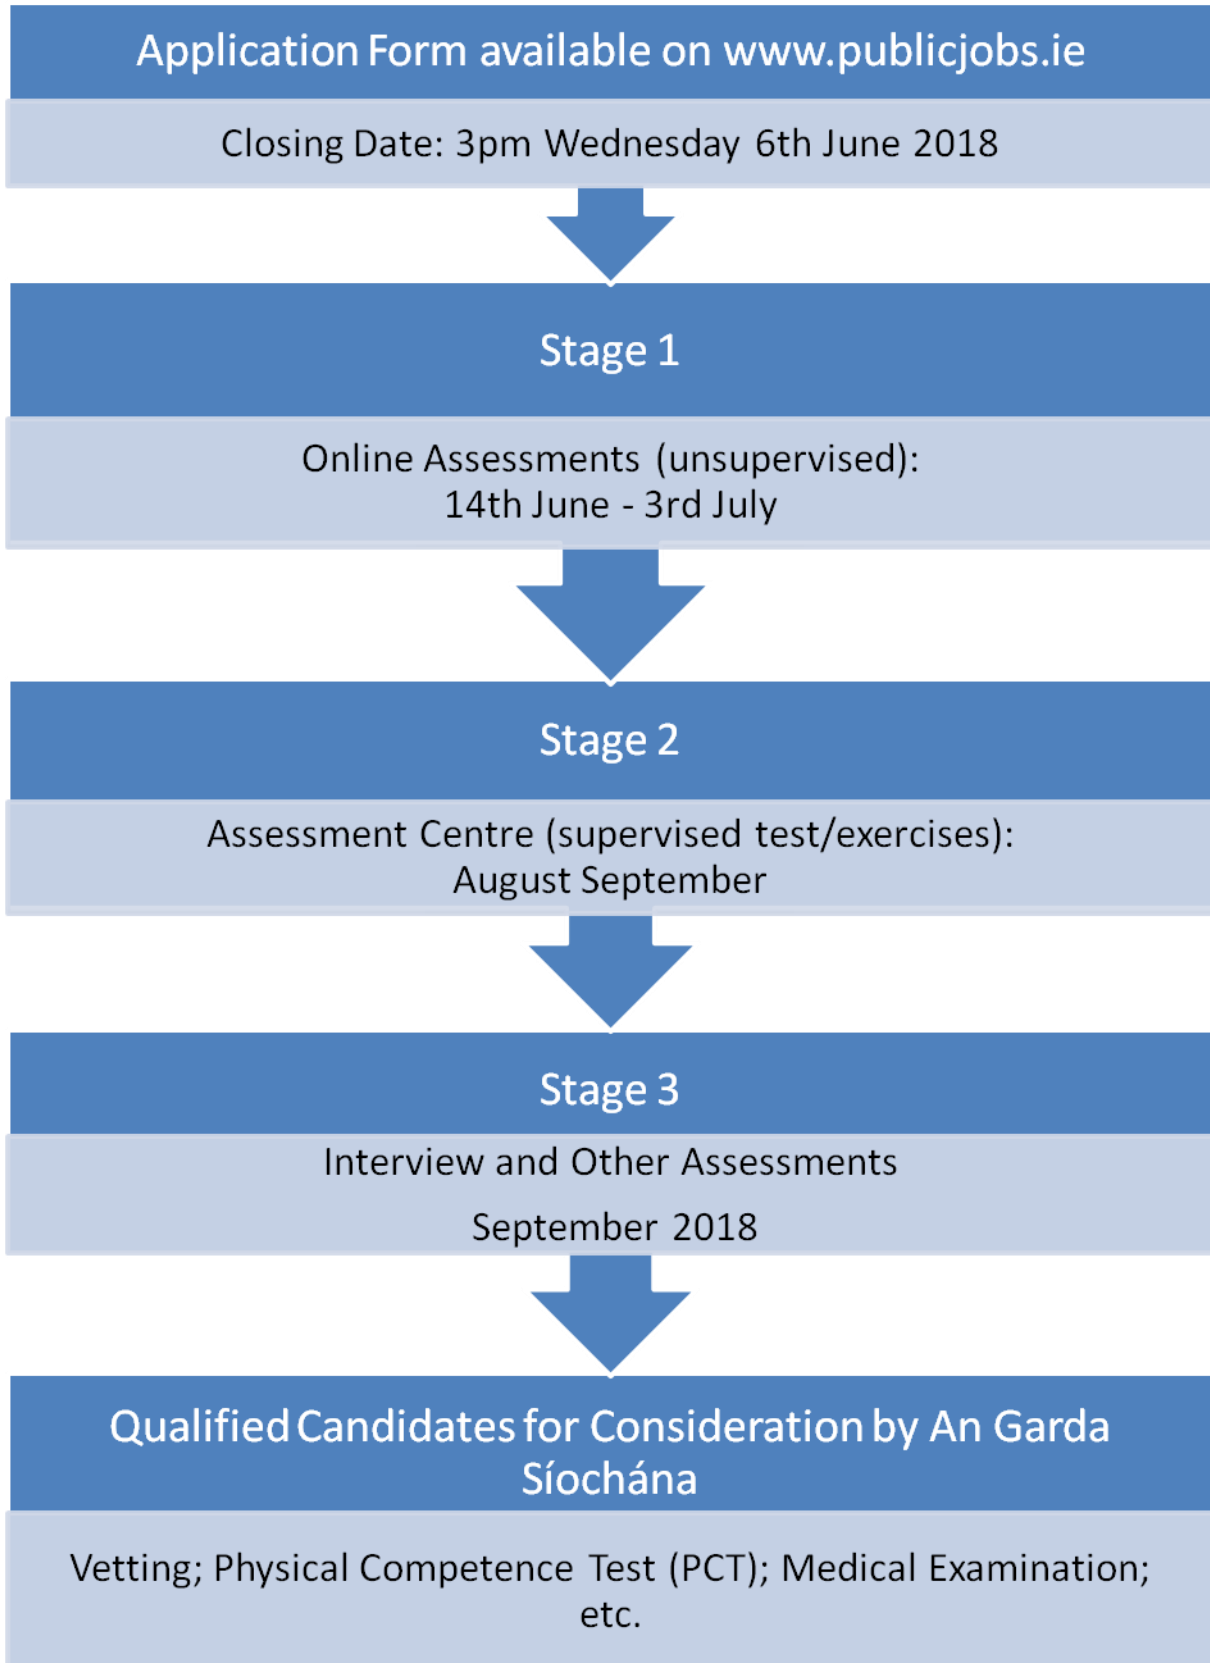 Application Form available on www.publicjobs.ie
Closing Date: 3pm Wednesday 6th June 2018
Stage 1
Online Assessments (unsupervised):
14th June - 3rd July
Stage 2
Assessment Centre (supervised test/exercises):
August September
Stage 3
Interview and Other Assessments
September 2018
Qualified Candidates for Consideration by An Garda
Síochána
Vetting; Physical Competence Test (PCT); Medical Examination;
etc.